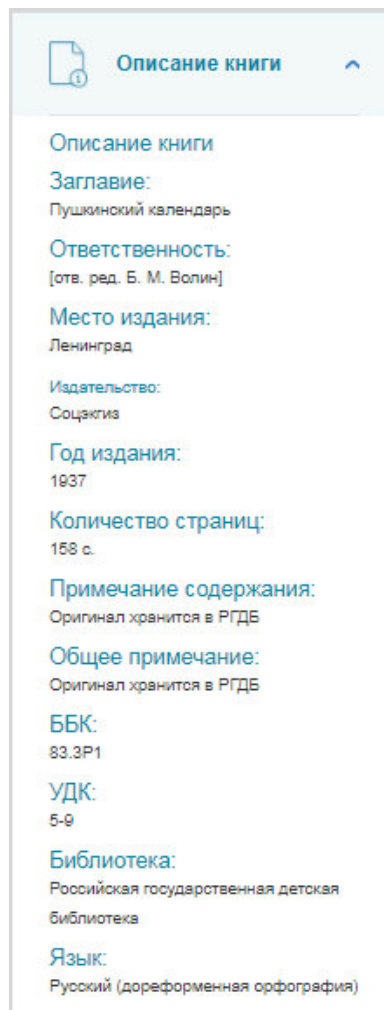 Описание книги
Описание книги
Заглавие:
Пушкинский календарь
Ответственность:
[отв. ред. Б. М. Волин]
Место издания:
Ленинград
Издательство:
Соцэкгиз
Год издания:
1937
Количество страниц:
158 с.
Примечание содержания:
Оригинал хранится в РГДБ
Общее примечание:
Оригинал хранится в РГДБ
ББК:
83.3Р1
УДК:
5-9
Библиотека:
Российская государственная детская
библиотека
Язык:
Русский (дореформенная орфография)